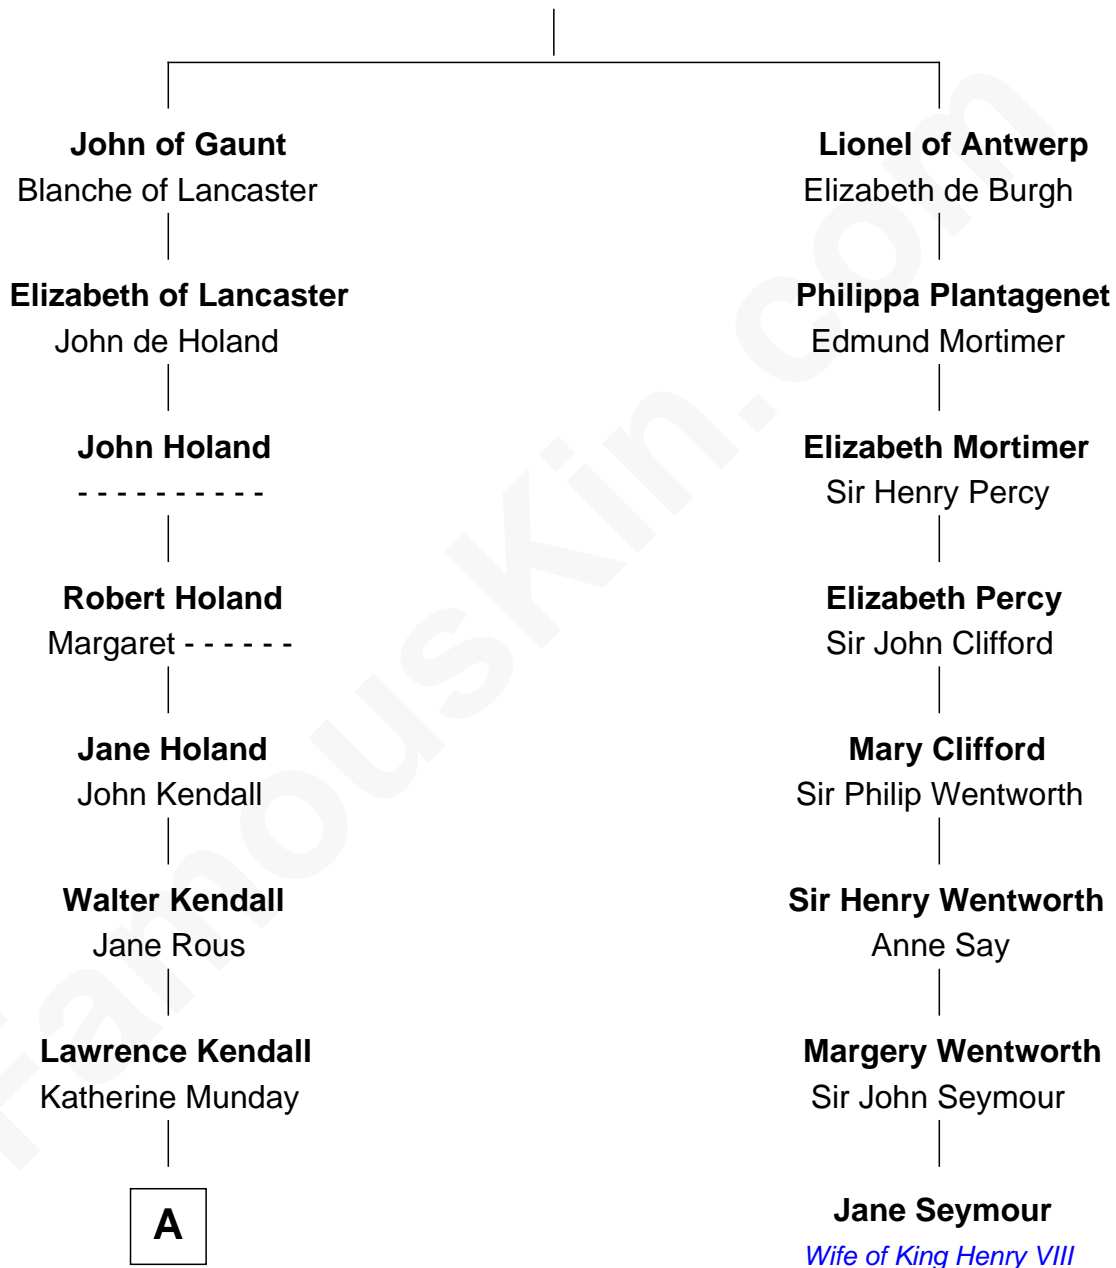 John of Gaunt
Blanche of Lancaster
Elizabeth of Lancaster
John de Holand
John Holand
- - - - - - - - - -
Robert Holand
Margaret - - - - - -
Jane Holand
John Kendall
Walter Kendall
Jane Rous
Lawrence Kendall
Katherine Munday
A
Lionel of Antwerp
Elizabeth de Burgh
Philippa Plantagenet
Edmund Mortimer
Elizabeth Mortimer
Sir Henry Percy
Elizabeth Percy
Sir John Clifford
Mary Clifford
Sir Philip Wentworth
Sir Henry Wentworth
Anne Say
Margery Wentworth
Sir John Seymour
Jane Seymour
Wife of King Henry VIII
FamousKin.com